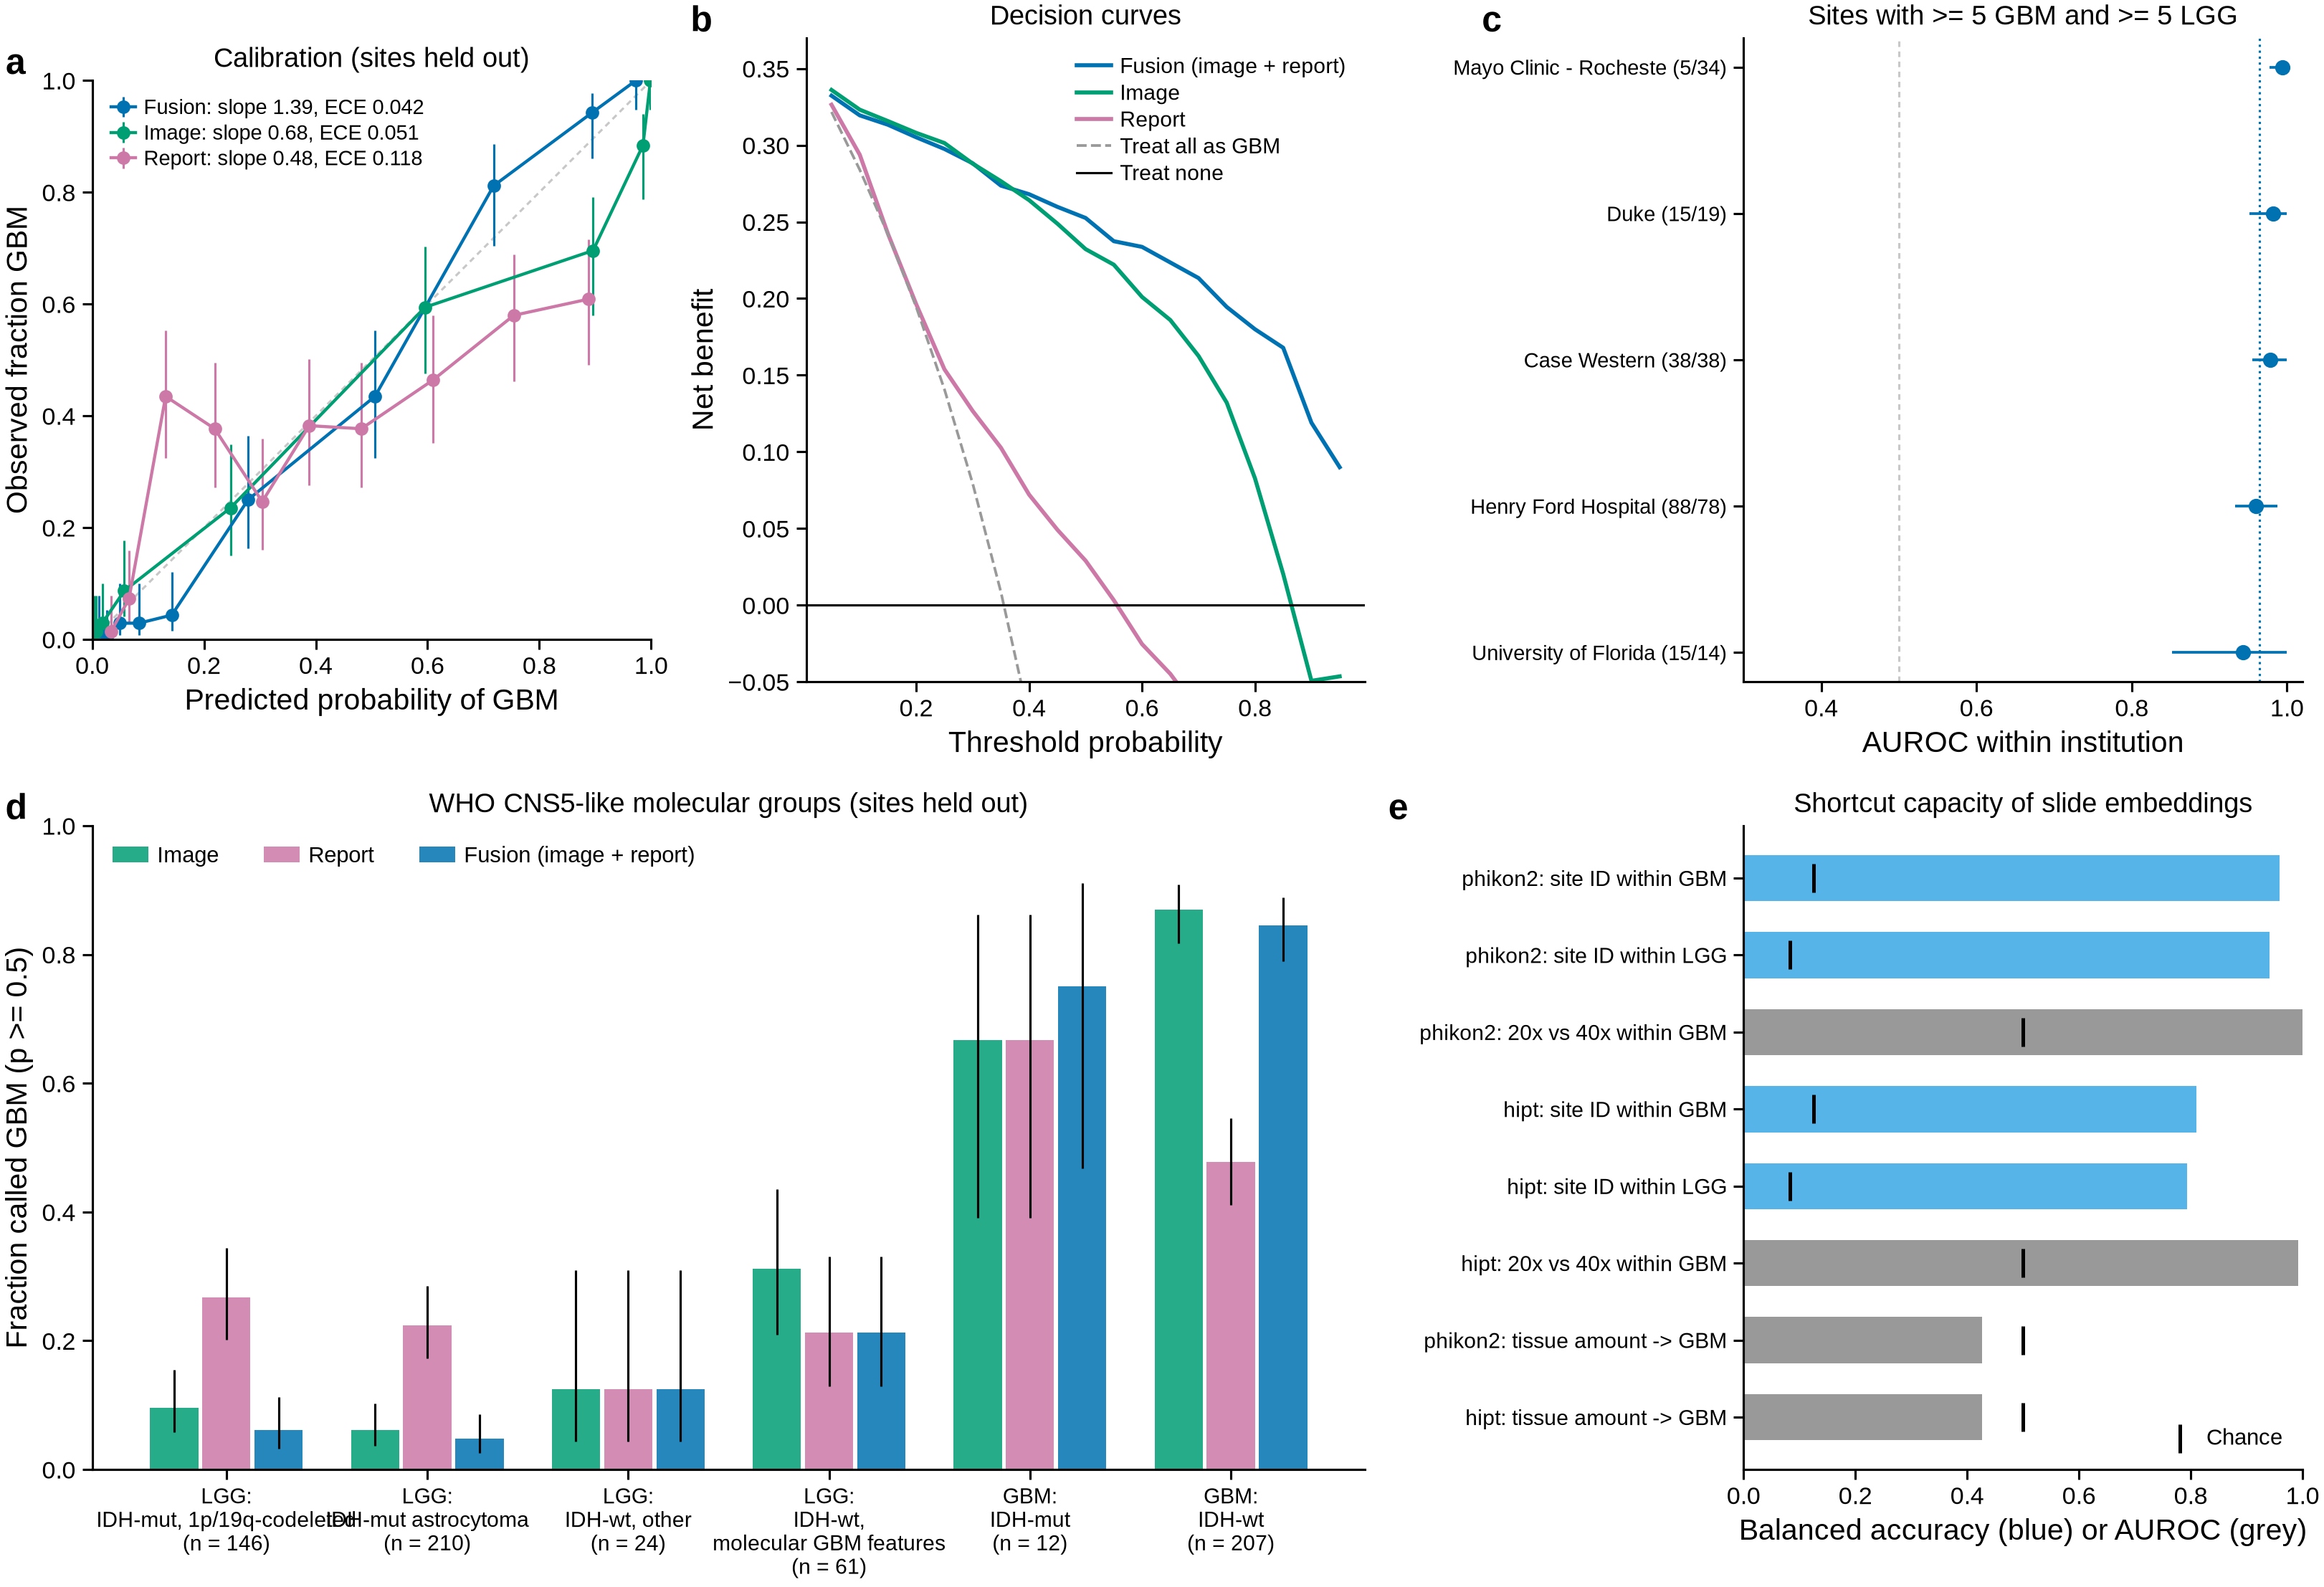 a
Calibration (sites held out)
Fusion: slope 1.39, ECE 0.042
Image: slope 0.68, ECE 0.051
Report: slope 0.48, ECE 0.118
Observed fraction GBM
1.0
0.8
0.6
0.4
0.2
0.0
0.0 0.2 0.4 0.6 0.8 1.0
Predicted probability of GBM
b
Decision curves
Fusion (image + report)
Image
Report
Treat all as GBM
Treat none
Net benefit
0.35
0.30
0.25
0.20
0.15
0.10
0.05
0.00
−0.05
0.2 0.4 0.6 0.8
Threshold probability
c
Sites with >= 5 GBM and >= 5 LGG
Mayo Clinic - Rocheste (5/34)
Duke (15/19)
Case Western (38/38)
Henry Ford Hospital (88/78)
University of Florida (15/14)
0.4 0.6 0.8 1.0
AUROC within institution
d
WHO CNS5-like molecular groups (sites held out)
Image Report Fusion (image + report)
Fraction called GBM (p >= 0.5)
1.0
0.8
0.6
0.4
0.2
0.0
LGG:
IDH-mut, 1p/19q-codeleted
(n = 146)
LGG:
IDH-mut astrocytoma
(n = 210)
LGG:
IDH-wt, other
(n = 24)
LGG:
IDH-wt,
molecular GBM features
(n = 61)
GBM:
IDH-mut
(n = 12)
GBM:
IDH-wt
(n = 207)
e
Shortcut capacity of slide embeddings
phikon2: site ID within GBM
phikon2: site ID within LGG
phikon2: 20x vs 40x within GBM
hipt: site ID within GBM
hipt: site ID within LGG
hipt: 20x vs 40x within GBM
phikon2: tissue amount -> GBM
hipt: tissue amount -> GBM
Chance
0.0 0.2 0.4 0.6 0.8 1.0
Balanced accuracy (blue) or AUROC (grey)